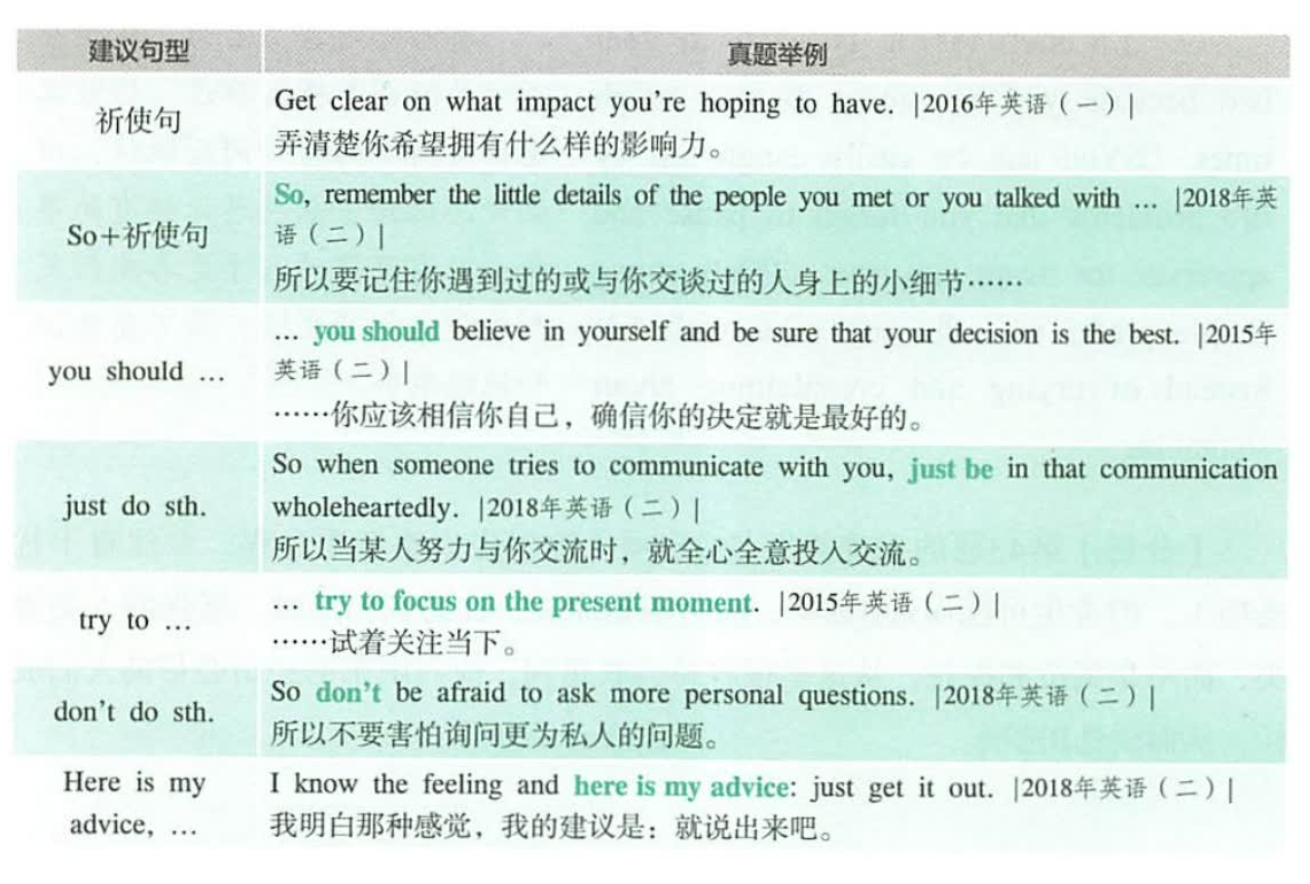 建议句型 真题举例
祈使句
Get clear on what impact you're hoping to have. |2016年英语（一）|
弄清楚你希望拥有什么样的影响力。
So+祈使句
So, remember the little details of the people you met or you talked with ... |2018年英
语（二）|
所以要记住你遇到过的或与你交谈过的人身上的小细节……
you should ...
... you should believe in yourself and be sure that your decision is the best. |2015年
英语（二）|
……你应该相信你自己，确信你的决定就是最好的。
just do sth.
So when someone tries to communicate with you, just be in that communication
wholeheartedly. |2018年英语（二）|
所以当某人努力与你交流时，就全心全意投入交流。
try to ...
... try to focus on the present moment. |2015年英语（二）|
……试着关注当下。
don't do sth.
So don't be afraid to ask more personal questions. |2018年英语（二）|
所以不要害怕询问更为私人的问题。
Here is my
advice, ...
I know the feeling and here is my advice: just get it out. |2018年英语（二）|
我明白那种感觉，我的建议是：就说出来吧。